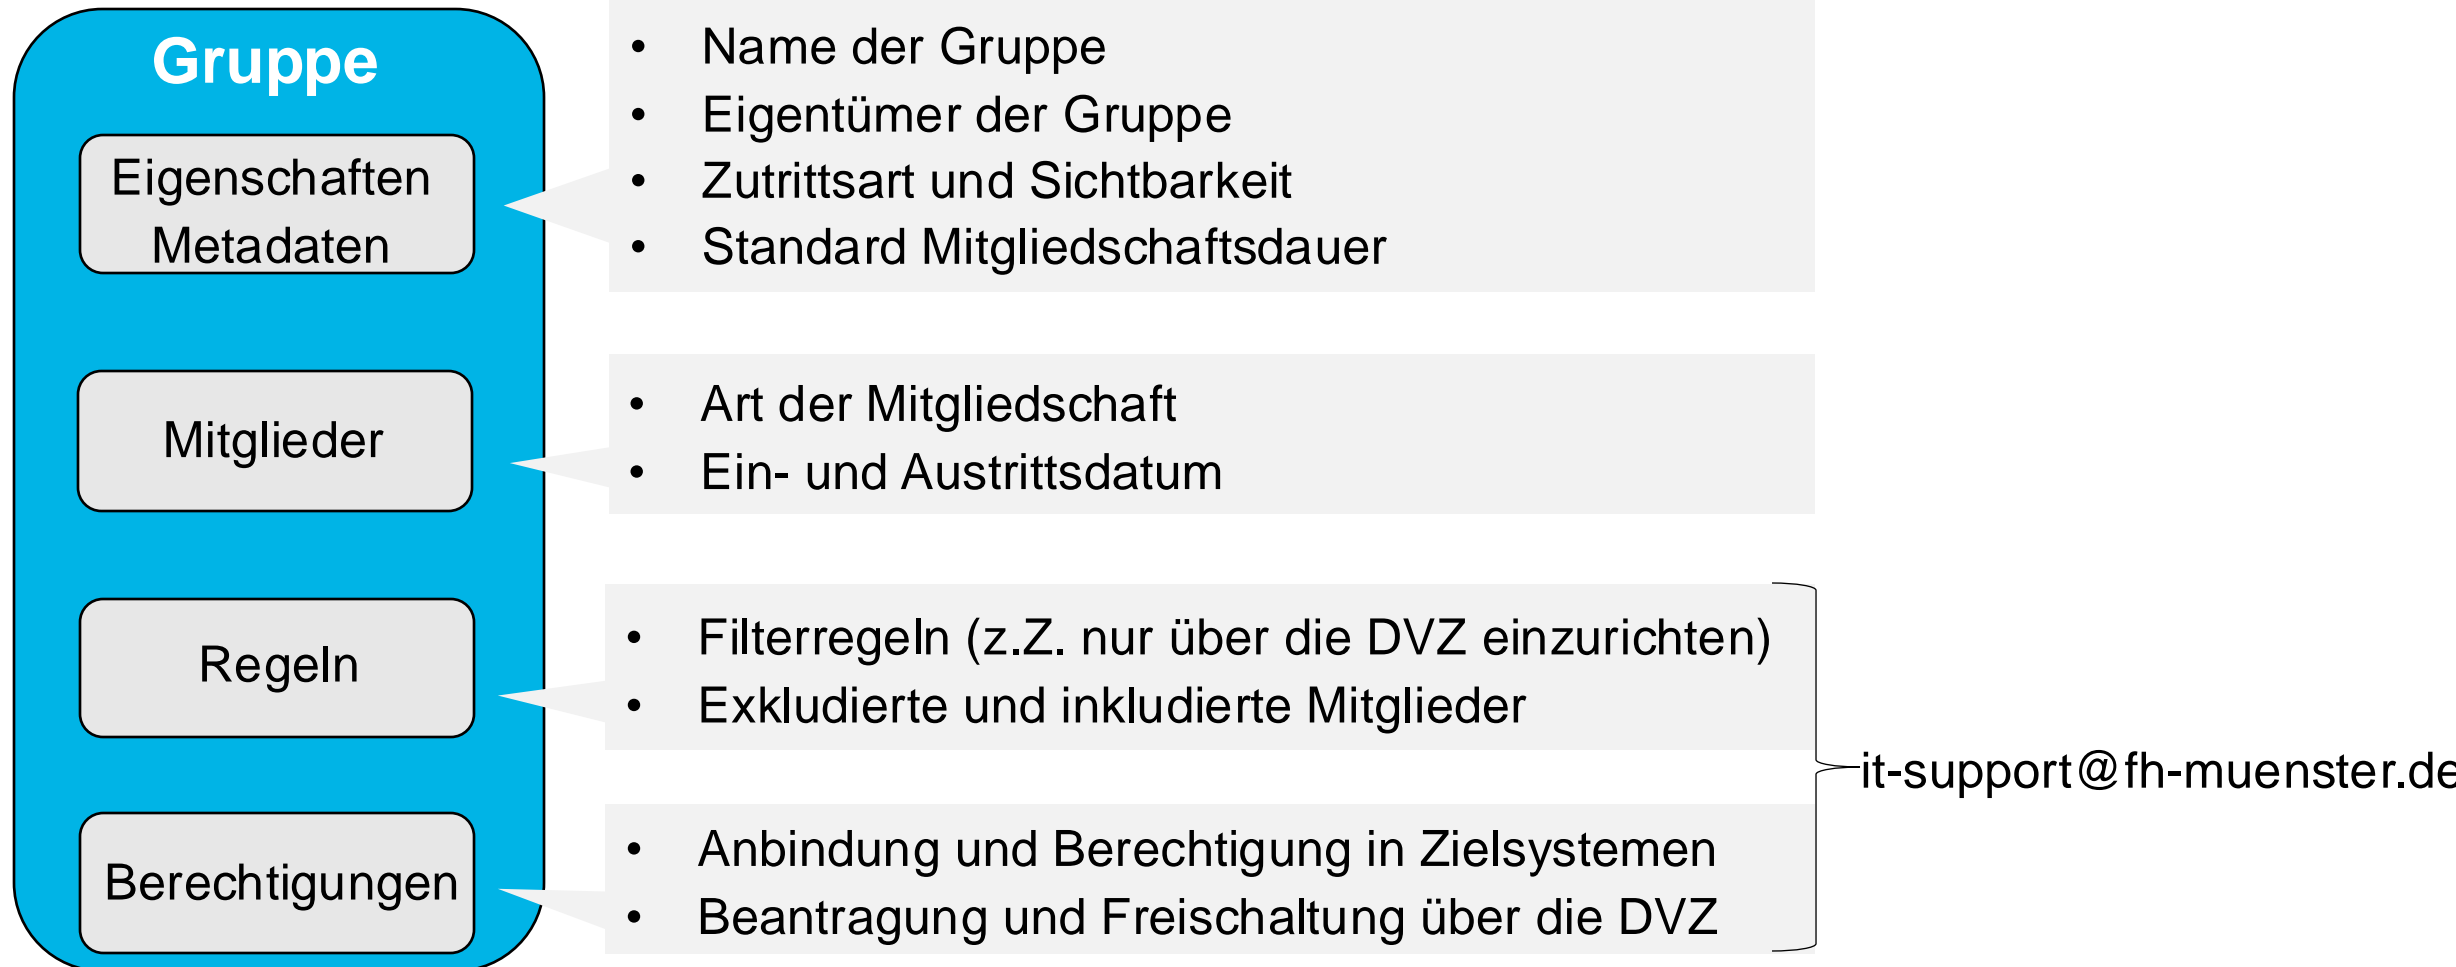 Gruppe
Eigenschaften
Metadaten
• Name der Gruppe
• Eigentümer der Gruppe
• Zutrittsart und Sichtbarkeit
• Standard Mitgliedschaftsdauer
Mitglieder
• Art der Mitgliedschaft
• Ein- und Austrittsdatum
Regeln
• Filterregeln (z.Z. nur über die DVZ einzurichten)
• Exkludierte und inkludierte Mitglieder
Berechtigungen
• Anbindung und Berechtigung in Zielsystemen
• Beantragung und Freischaltung über die DVZ
it-support@fh-muenster.de